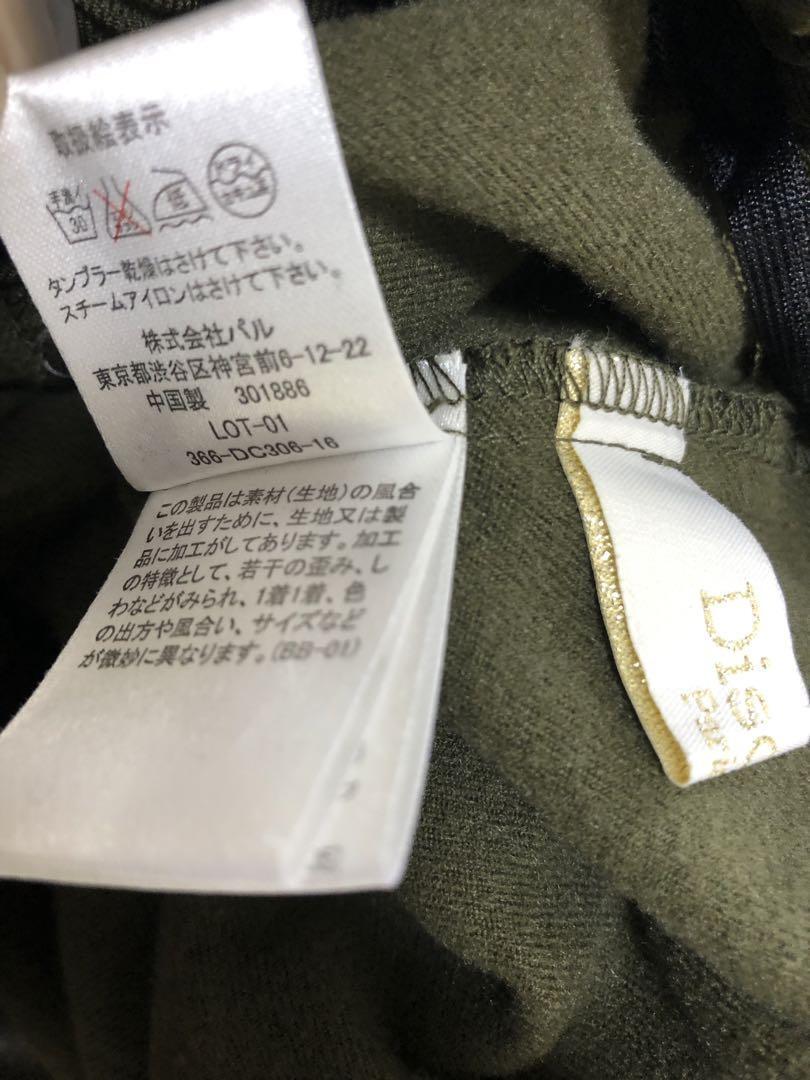 取扱絵表示
手洗イ
30
低
ドライ
セキユ系
タンブラー乾燥はさけて下さい。
スチームアイロンはさけて下さい。
株式会社パル
東京都渋谷区神宮前6-12-22
中国製 301886
LOT-01
366-DC306-16
この製品は素材(生地)の風合
いを出すために、生地又は製
品に加工がしてあります。加工
の特徴として、若干の歪み、し
わなどがみられ、1着1着、色
の出方や風合い、サイズなど
が微妙に異なります。(BB-01)
Dis
Pari